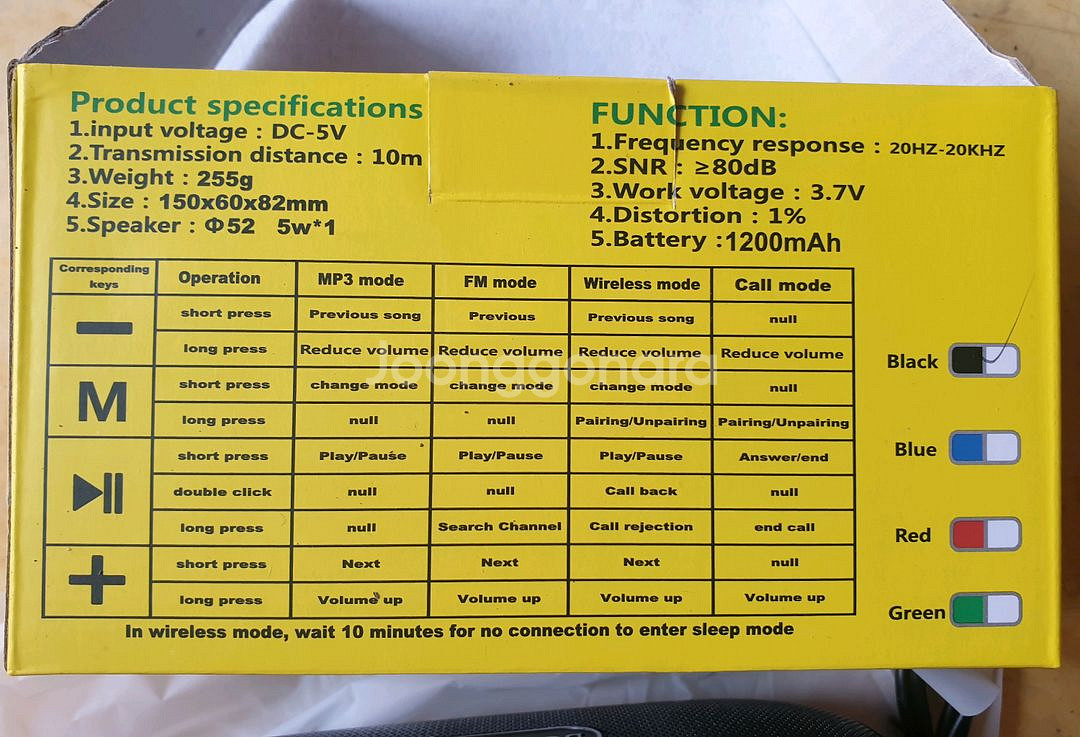 Product specifications
1.input voltage : DC-5V
2.Transmission distance : 10m
3.Weight : 255g
4.Size : 150x60x82mm
5.Speaker : Φ52 5w*1
FUNCTION:
1.Frequency response : 20HZ-20KHZ
2.SNR : ≥80dB
3.Work voltage : 3.7V
4.Distortion : 1%
5.Battery :1200mAh
Corresponding keys Operation MP3 mode FM mode Wireless mode Call mode
− short press Previous song Previous Previous song null
long press Reduce volume Reduce volume Reduce volume Reduce volume
M short press change mode change mode change mode null
long press null null Pairing/Unpairing Pairing/Unpairing
short press Play/Pause Play/Pause Play/Pause Answer/end
double click null null Call back null
long press null Search Channel Call rejection end call
+ short press Next Next Next null
long press Volume up Volume up Volume up Volume up
In wireless mode, wait 10 minutes for no connection to enter sleep mode
Black
Blue
Red
Green
Joonggonara